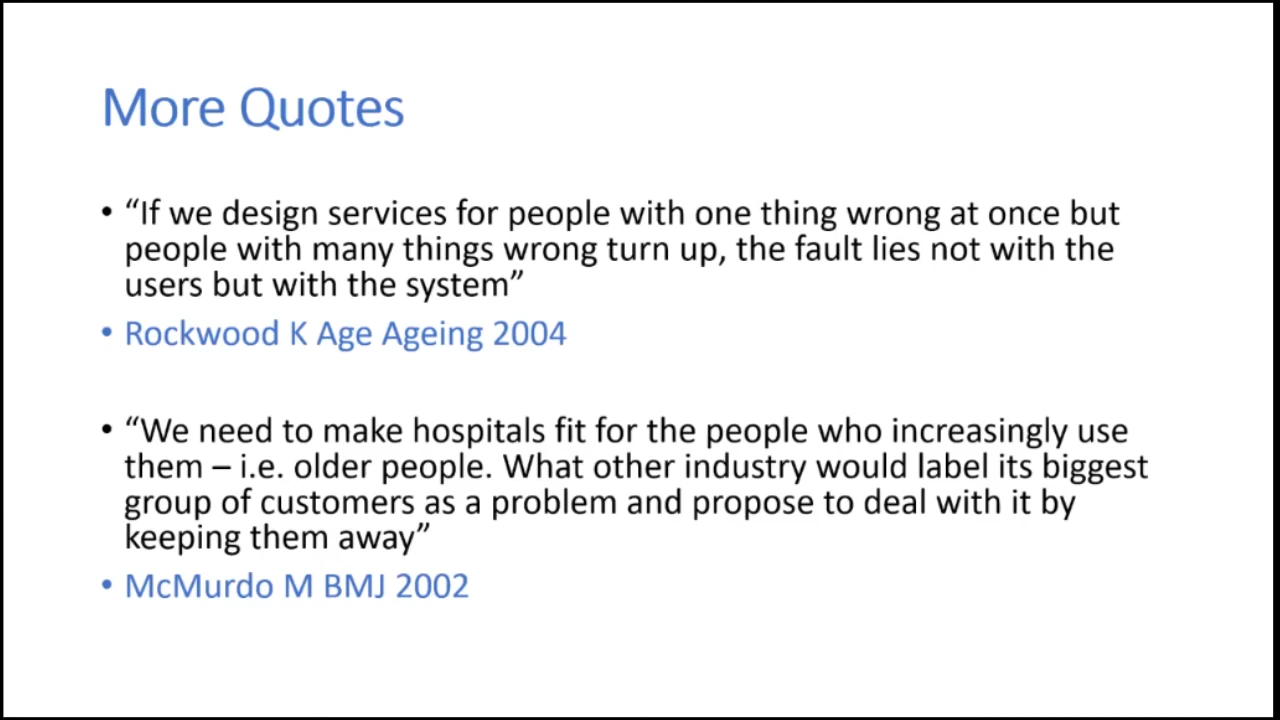 More Quotes
• “If we design services for people with one thing wrong at once but
people with many things wrong turn up, the fault lies not with the
users but with the system”
• Rockwood K Age Ageing 2004
• “We need to make hospitals fit for the people who increasingly use
them – i.e. older people. What other industry would label its biggest
group of customers as a problem and propose to deal with it by
keeping them away”
• McMurdo M BMJ 2002